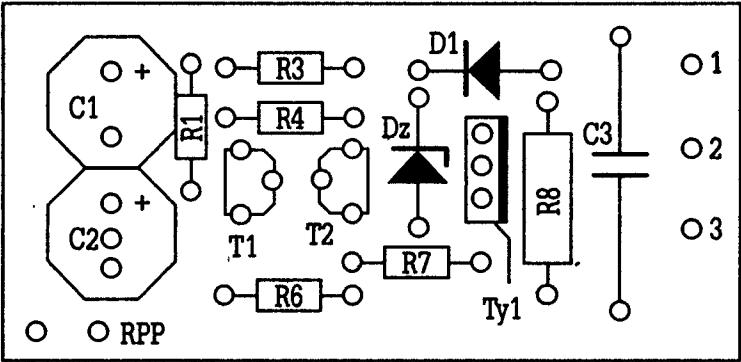 D1
R3
1
+
C1
R4
R1
Dz
C3
2
R8
+
C2
T1
T2
3
R7
R6
Ty1
RPP